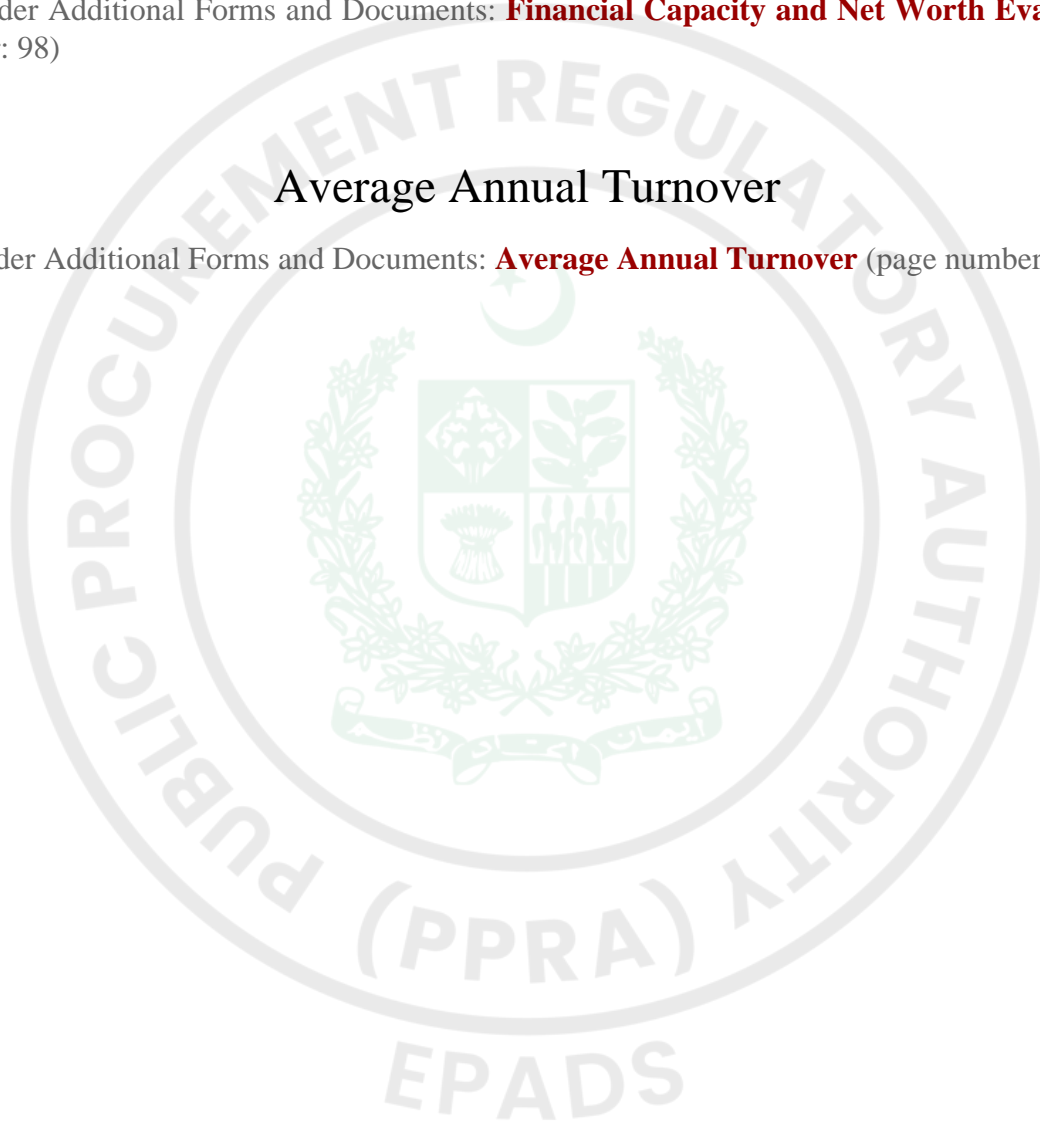 der Additional Forms and Documents: Financial Capacity and Net Worth Eva
: 98)
Average Annual Turnover
der Additional Forms and Documents: Average Annual Turnover (page number
PUBLIC PROCUREMENT REGULATORY AUTHORITY
(PPRA)
EPADS